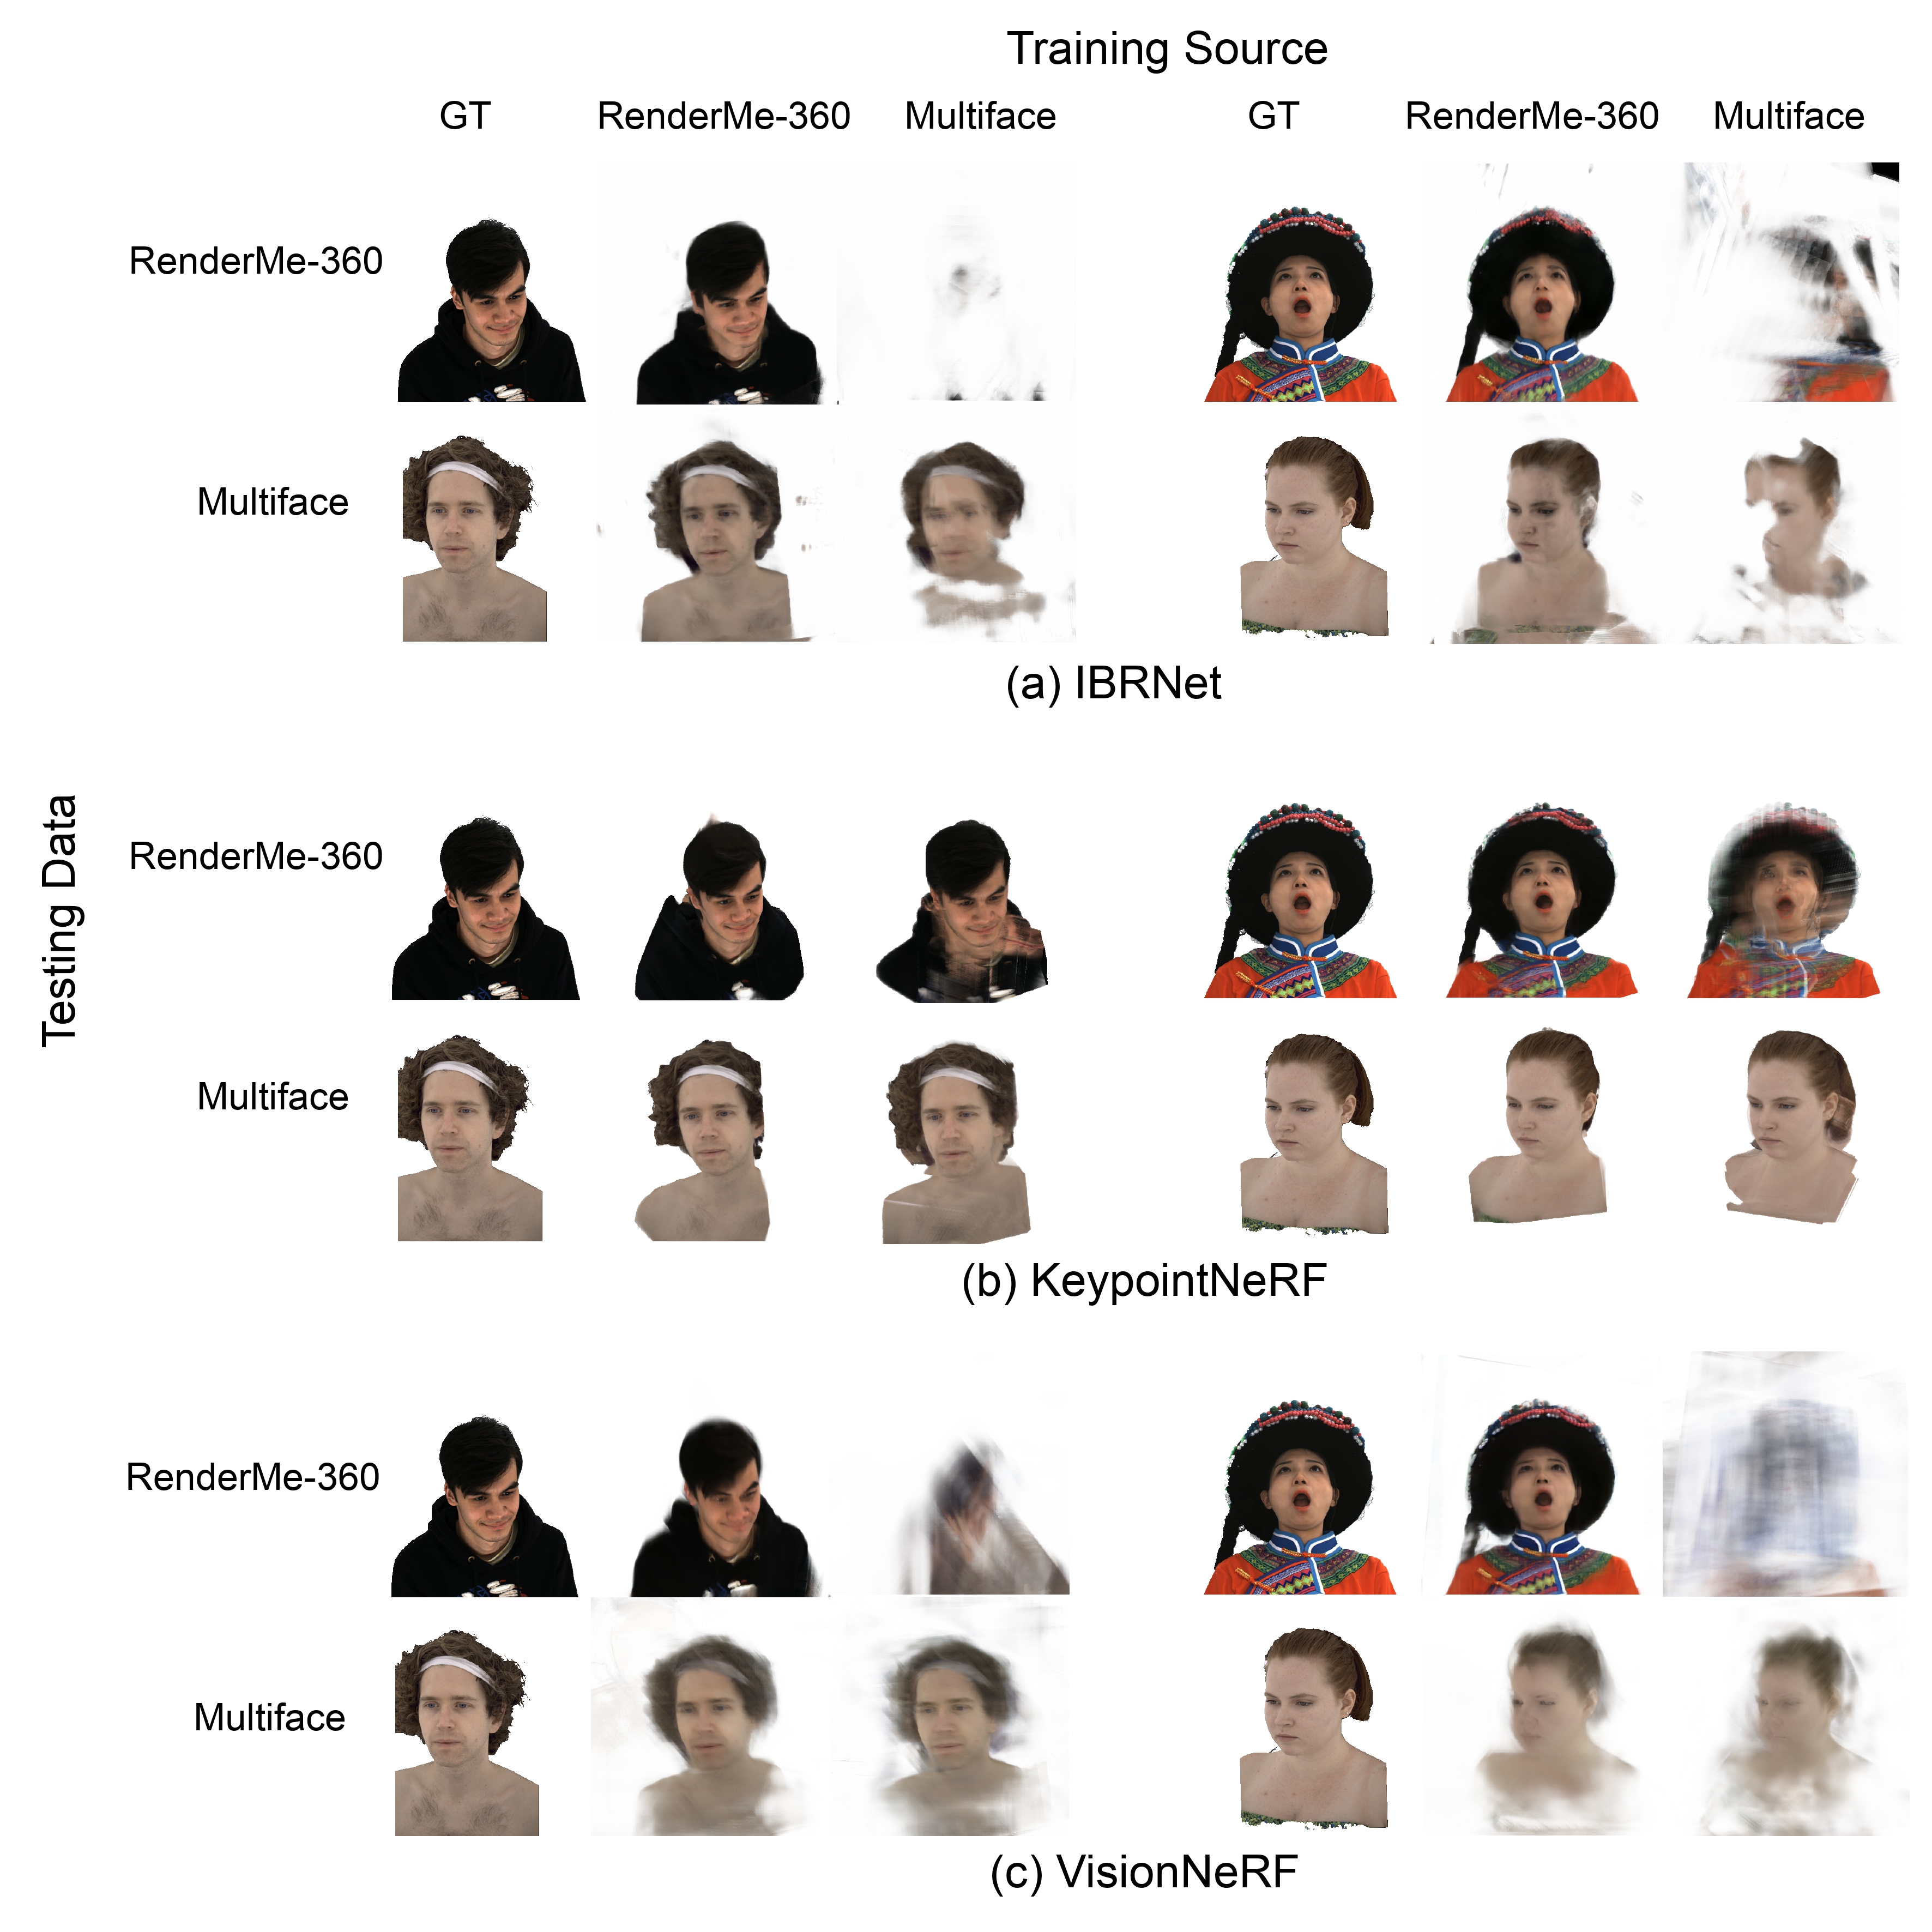 Training Source
GT RenderMe-360 Multiface GT RenderMe-360 Multiface
RenderMe-360
Multiface
(a) IBRNet
Testing Data
RenderMe-360
Multiface
(b) KeypointNeRF
RenderMe-360
Multiface
(c) VisionNeRF